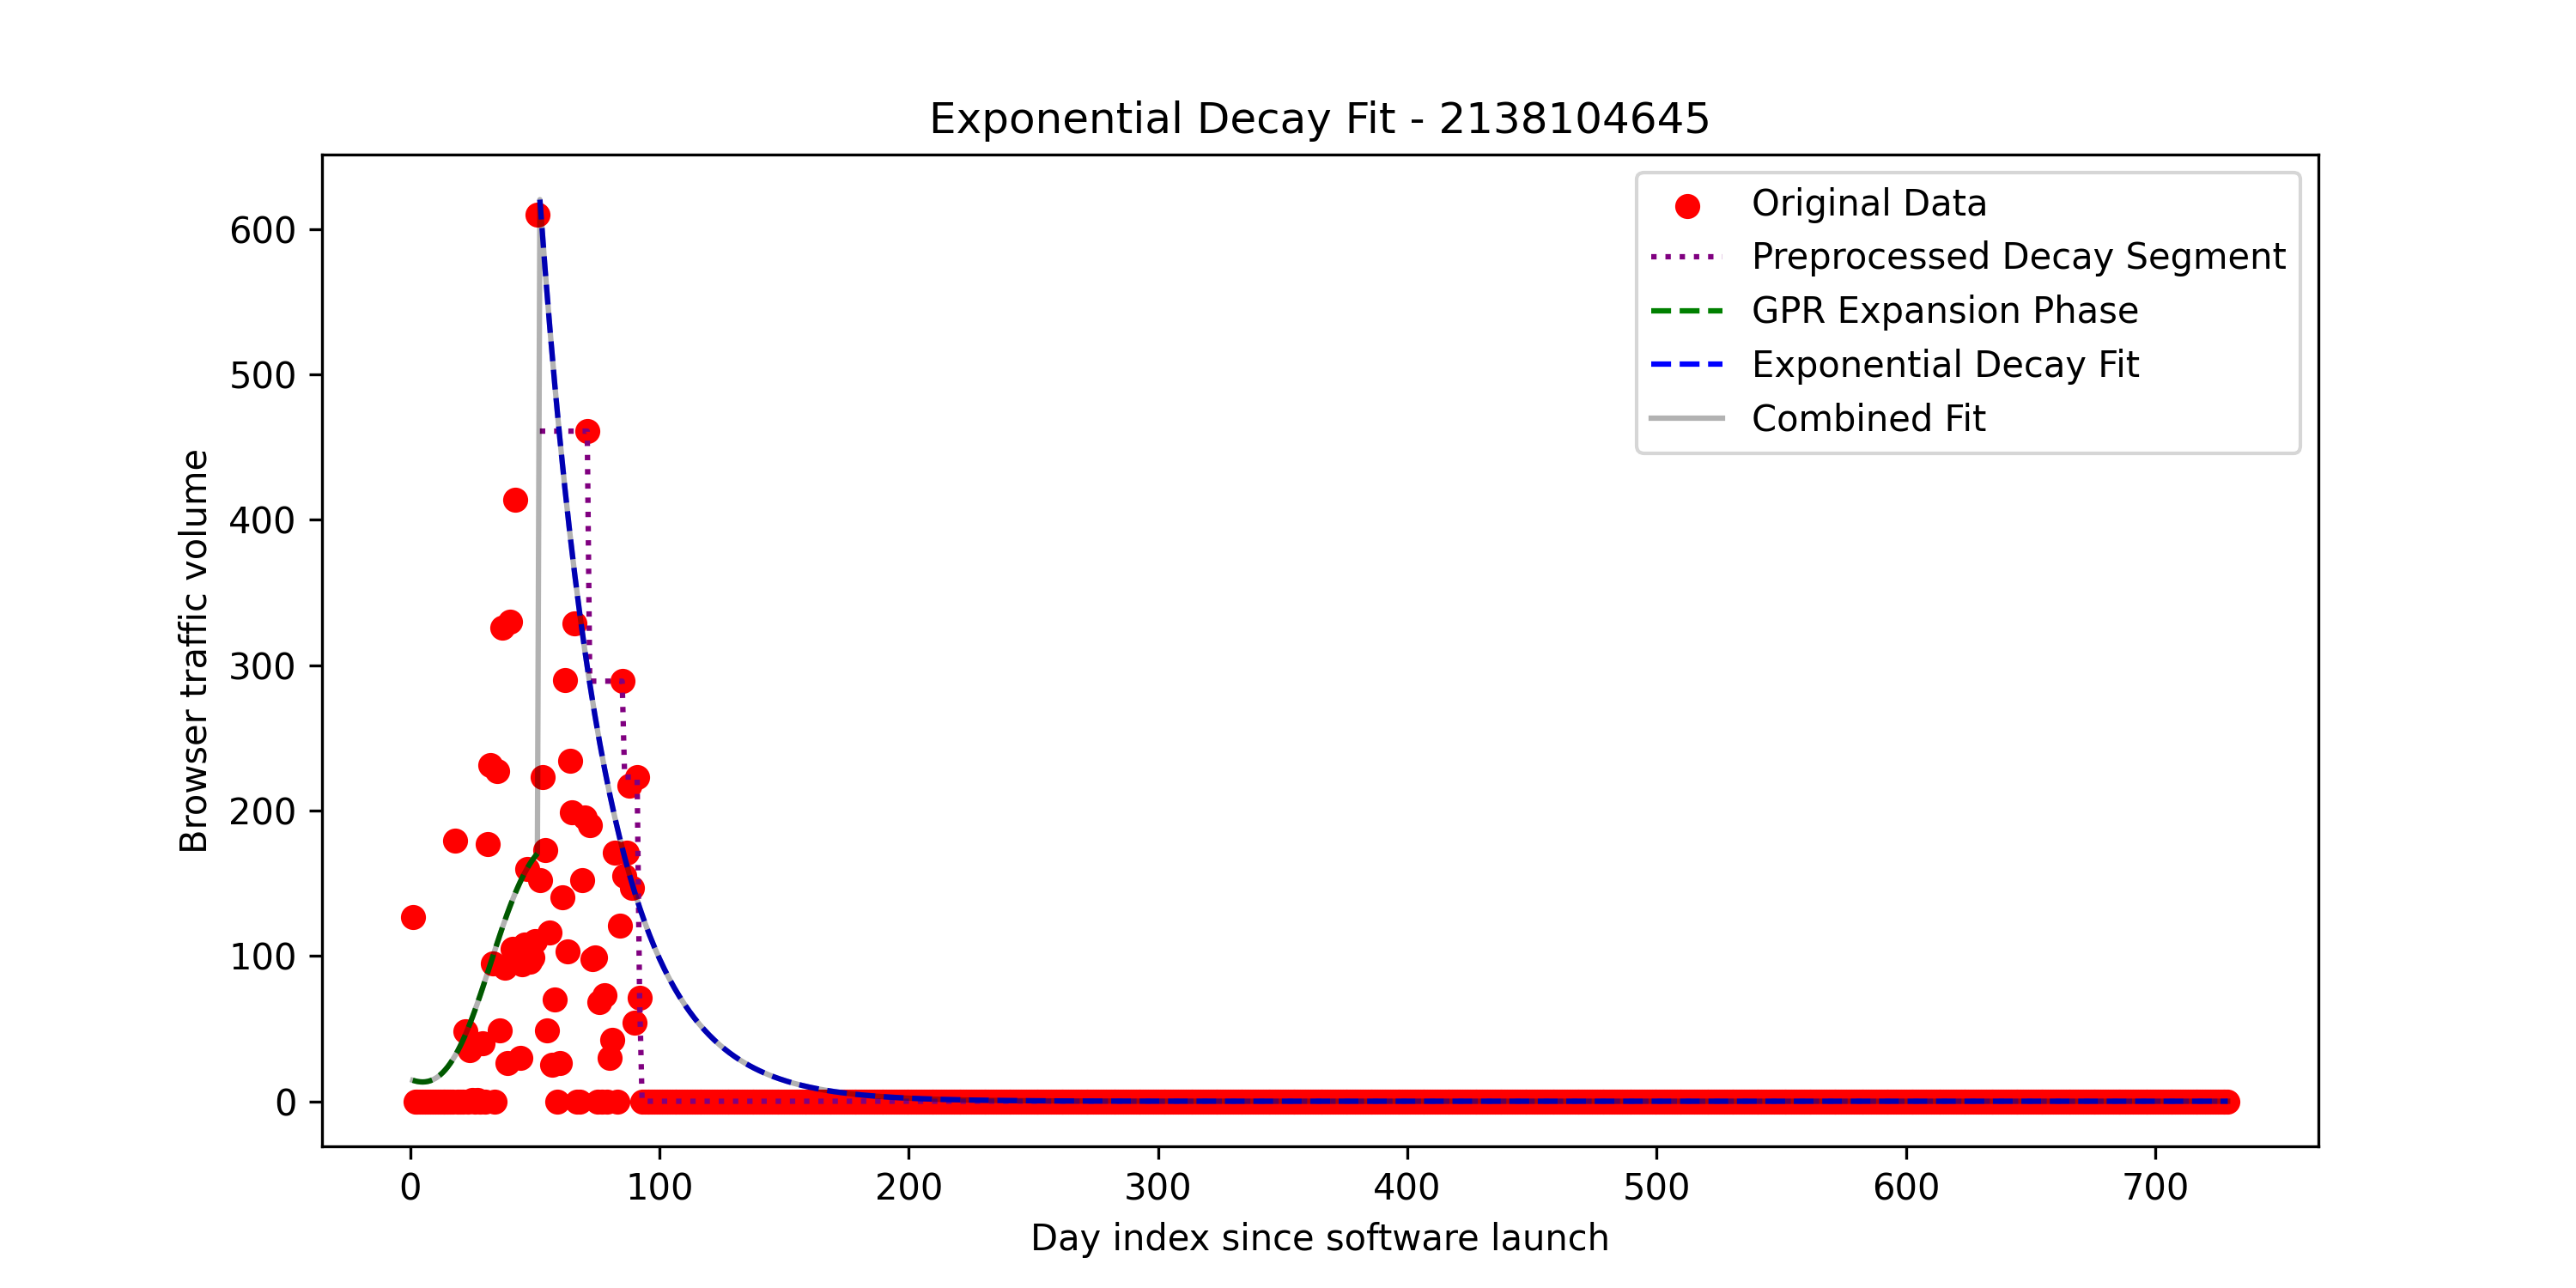 Exponential Decay Fit - 2138104645
Original Data
Preprocessed Decay Segment
GPR Expansion Phase
Exponential Decay Fit
Combined Fit
Browser traffic volume
600
500
400
300
200
100
0
0 100 200 300 400 500 600 700
Day index since software launch